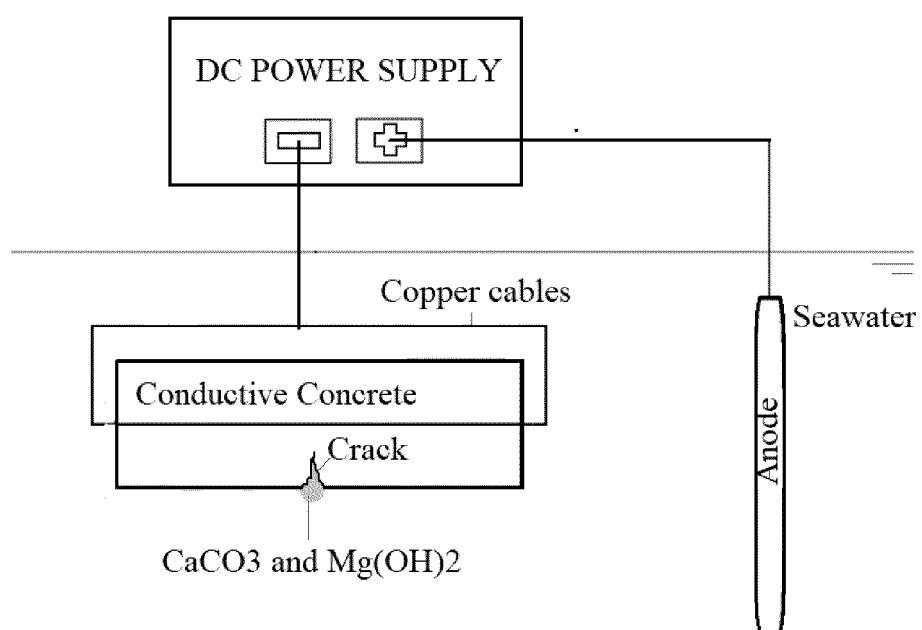 DC POWER SUPPLY
Copper cables
Seawater
Conductive Concrete
Crack
Anode
CaCO3 and Mg(OH)2